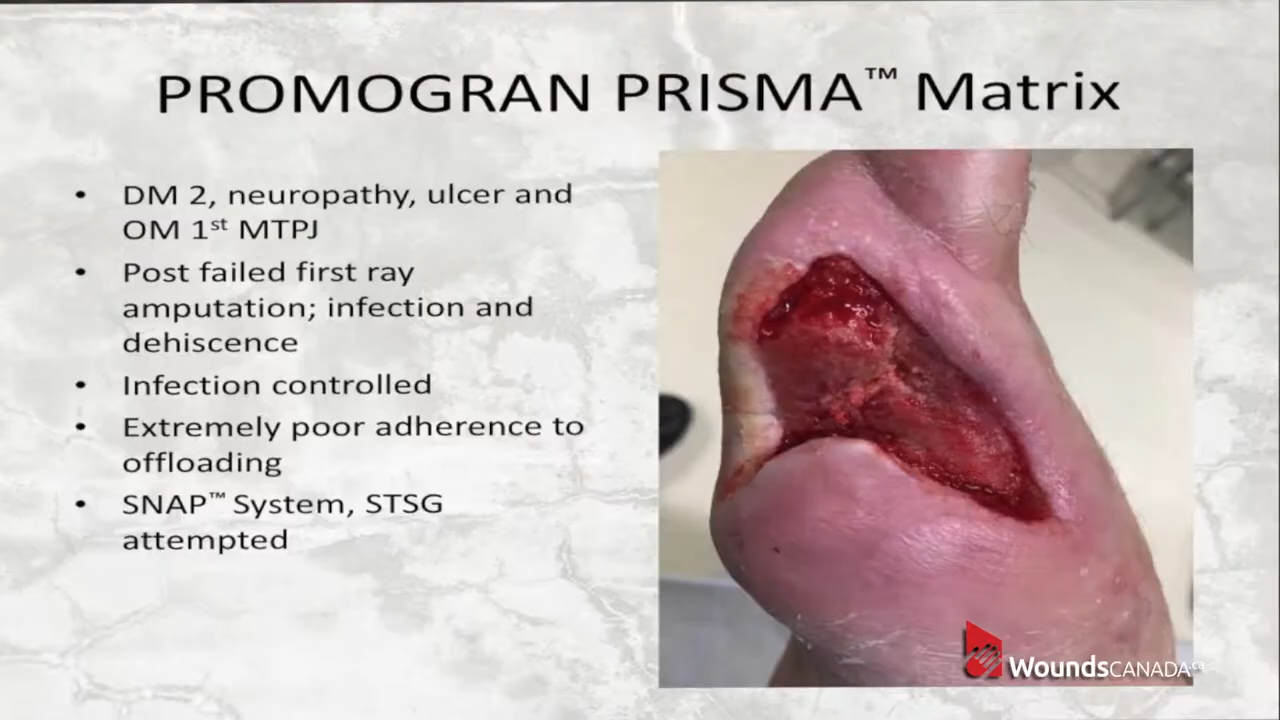 PROMOGRAN PRISMA™ Matrix
• DM 2, neuropathy, ulcer and
OM 1st MTPJ
• Post failed first ray
amputation; infection and
dehiscence
• Infection controlled
• Extremely poor adherence to
offloading
• SNAP™ System, STSG
attempted
WoundsCANADA.ca